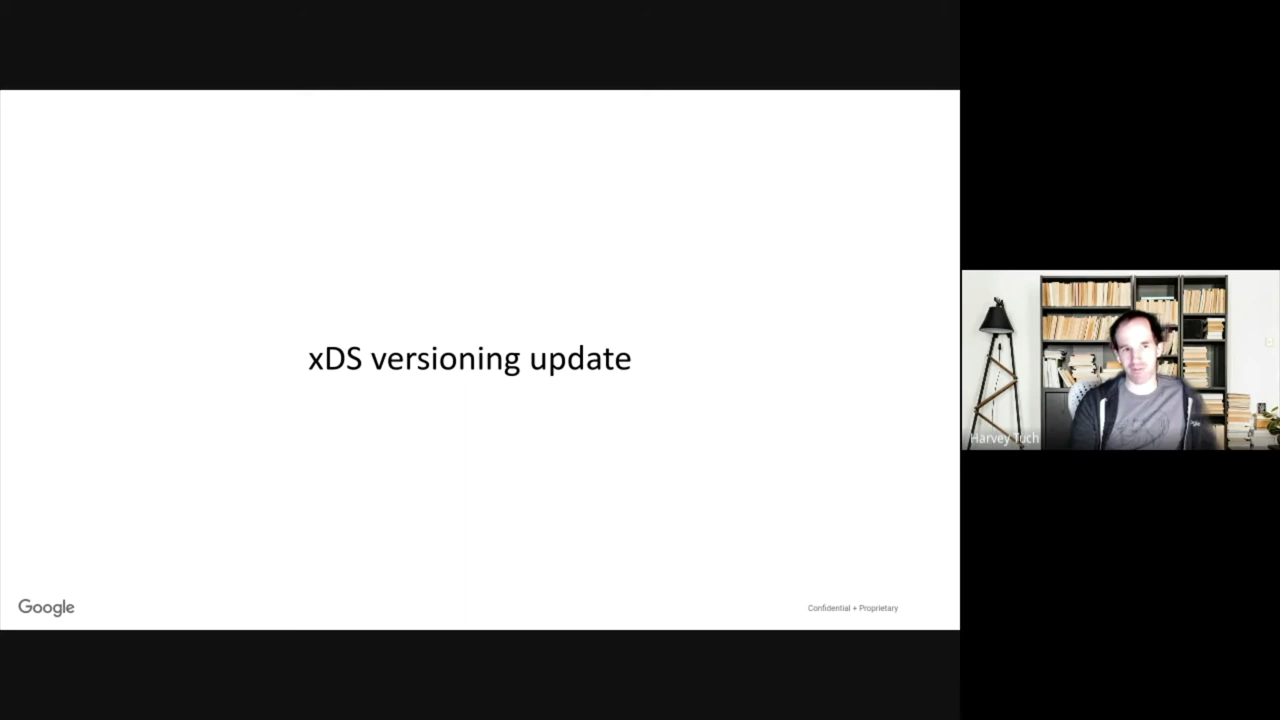 xDS versioning update
Google
Confidential + Proprietary
Harvey Tuch